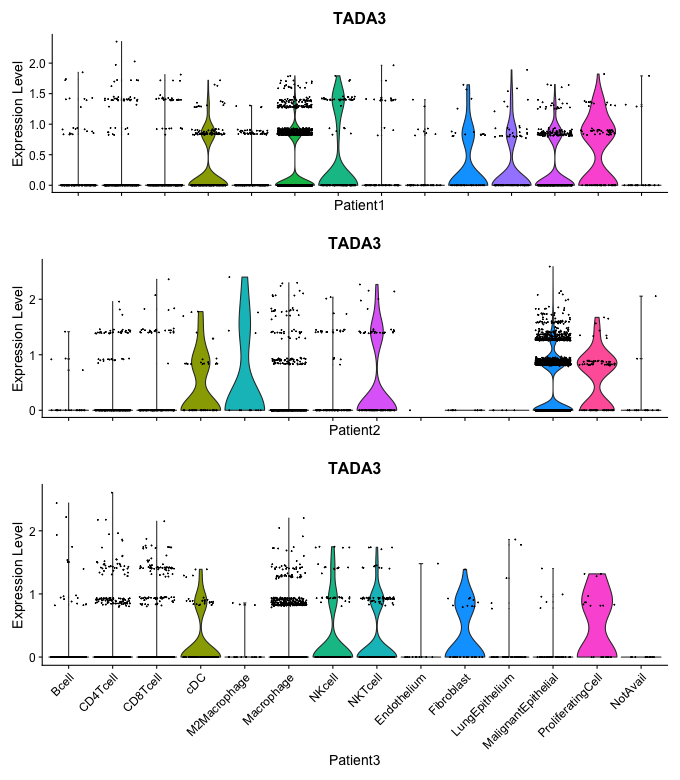 TADA3
Expression Level
2.0
1.5
1.0
0.5
0.0
Patient1
TADA3
Expression Level
2
1
0
Patient2
TADA3
Expression Level
2
1
0
Bcell
CD4Tcell
CD8Tcell
cDC
M2Macrophage
Macrophage
NKcell
NKTcell
Endothelium
Fibroblast
LungEpithelium
MalignantEpithelial
ProliferatingCell
NotAvail
Patient3